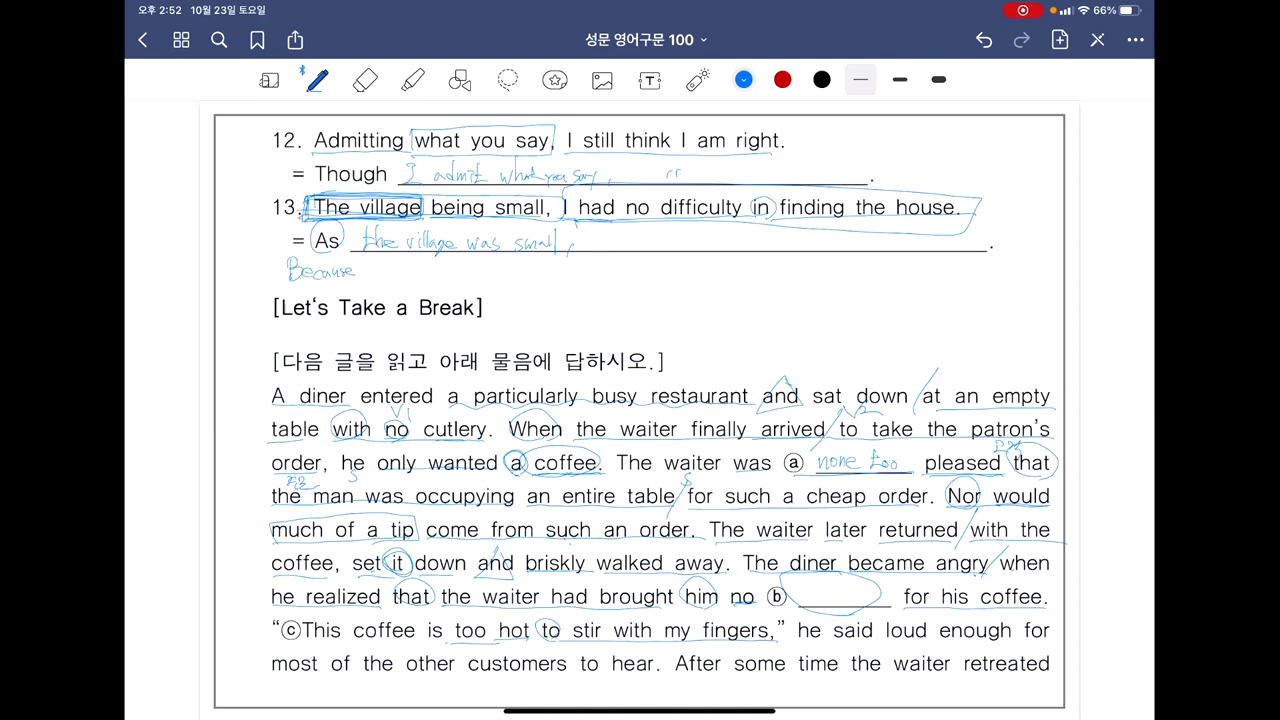 오후 2:52 10월 23일 토요일
66%
성문 영어구문 100
12. Admitting what you say, I still think I am right.
= Though I admit what you say, 〃.
13. The village being small, I had no difficulty in finding the house.
= As the village was small, .
Because
[Let‘s Take a Break]
[다음 글을 읽고 아래 물음에 답하시오.]
A diner entered a particularly busy restaurant and sat down at an empty
V1 V2
table with no cutlery. When the waiter finally arrived to take the patron’s
order, he only wanted a coffee. The waiter was ⓐ none too pleased that
S S
the man was occupying an entire table for such a cheap order. Nor would
much of a tip come from such an order. The waiter later returned with the
coffee, set it down and briskly walked away. The diner became angry when
he realized that the waiter had brought him no ⓑ ________ for his coffee.
“ⓒThis coffee is too hot to stir with my fingers,” he said loud enough for
most of the other customers to hear. After some time the waiter retreated